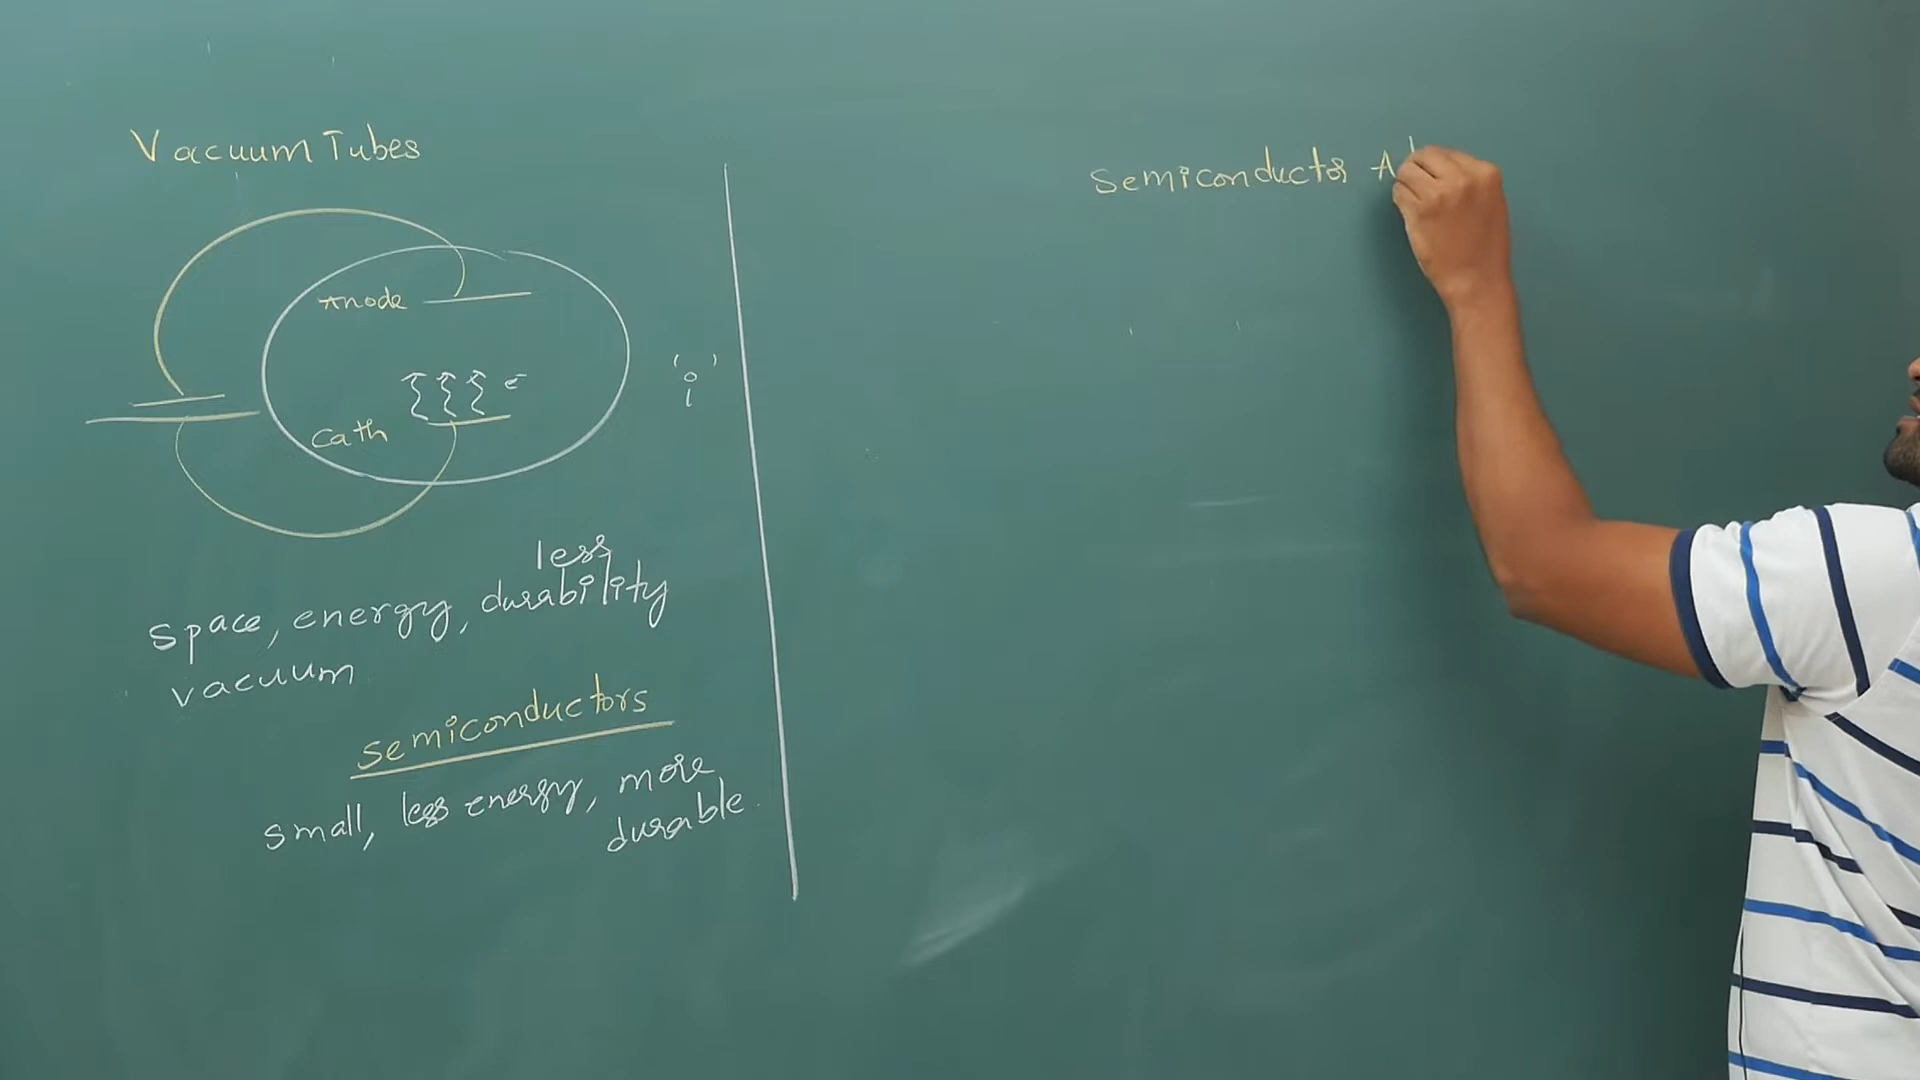 Vacuum Tubes
Anode
e-
Cath
'i'
less
space, energy, durability
vacuum
semiconductors
small, less energy, more
durable
Semiconductor A